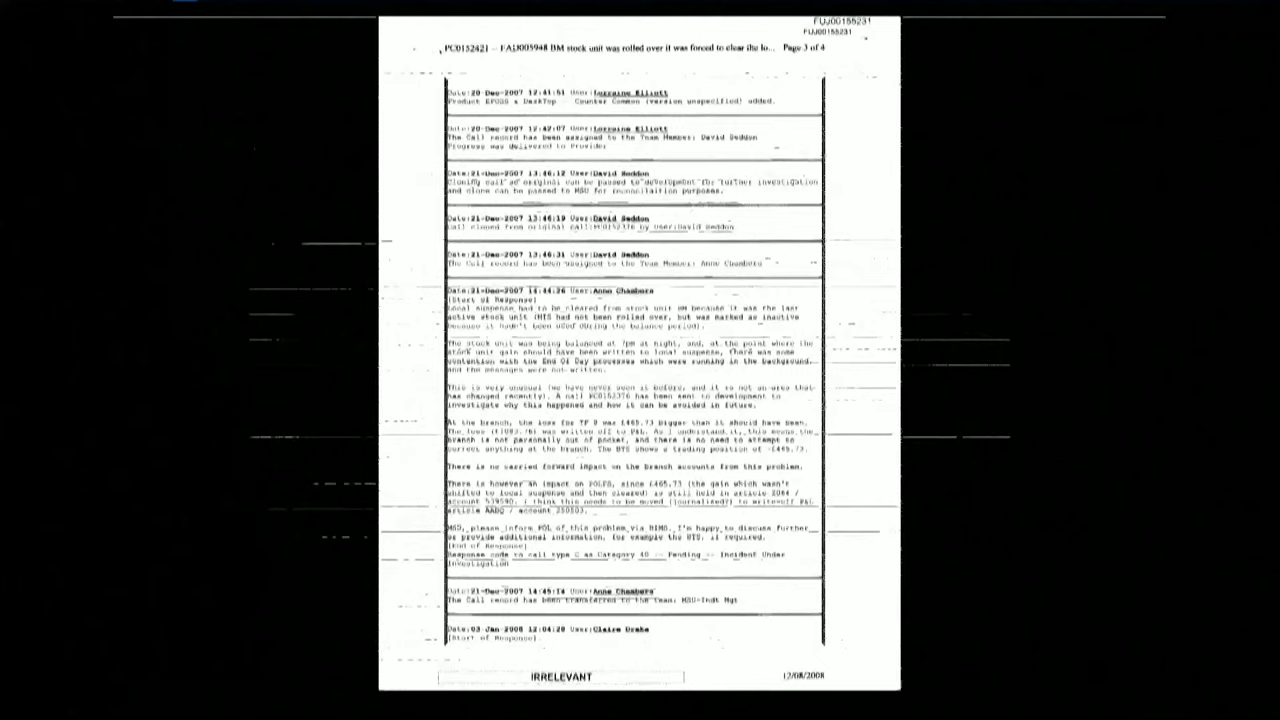 FUJ00155231
FUJ00155231
PC0152421 -- FAD005948 BM stock unit was rolled over it was forced to clear the lo... Page 3 of 4
Date:20-Dec-2007 12:41:51 User:Lorraine Elliott
Product EPOSS & DeskTop Counter Common (version unspecified) added.
Date:20-Dec-2007 12:42:07 User:Lorraine Elliott
The Call record has been assigned to the Team Member: David Seddon
Progress was delivered to Provider
Date:21-Dec-2007 13:46:12 User:David Seddon
Cloning call as original can be passed to development for further investigation
and clone can be passed to MSU for reconcilaition purposes.
Date:21-Dec-2007 13:46:19 User:David Seddon
Call cloned from original call:PC0152376 by User:David Seddon
Date:21-Dec-2007 13:46:31 User:David Seddon
The Call record has been assigned to the Team Member: Anne Chambers
Date:21-Dec-2007 14:44:26 User:Anne Chambers
[Start of Response]
Local suspense had to be cleared from stock unit BM because it was the last
active stock unit (MTS had not been rolled over, but was marked as inactive
because it hadn't been used during the balance period).
The stock unit was being balanced at 7pm at night, and, at the point where the
stock unit gain should have been written to local suspense, there was some
contention with the End Of Day processes which were running in the background,
and the messages were not written.
This is very unusual (we have never seen it before, and it is not an area that
has changed recently). A call PC0152376 has been sent to development to
investigate why this happened and how it can be avoided in future.
At the branch, the loss for TP 8 was £465.73 bigger than it should have been.
The loss (£1083.76) was written off to P&L. As I understand it, this means the
branch is not personally out of pocket, and there is no need to attempt to
correct anything at the branch. The BTS shows a trading position of -£465.73.
There is no carried forward impact on the Branch accounts from this problem.
There is however an impact on POLFS, since £465.73 (the gain which wasn't
shifted to local suspense and then cleared) is still held in article 2084 /
account I think this needs to be moved (journalised?) to writeoff P&L
article AADQ / account
MSU, please inform POL of this problem via BIMS. I'm happy to discuss further
or provide additional information, for example the BTS, if required.
[End of Response]
Response code to call type C as Category 40 -- Pending -- Incident Under
Investigation
Date:21-Dec-2007 14:45:14 User:Anne Chambers
The Call record has been transferred to the team: MSU-Indt Mgt
Date:03-Jan-2008 12:04:28 User:Claire Drake
[Start of Response]
IRRELEVANT
12/08/2008